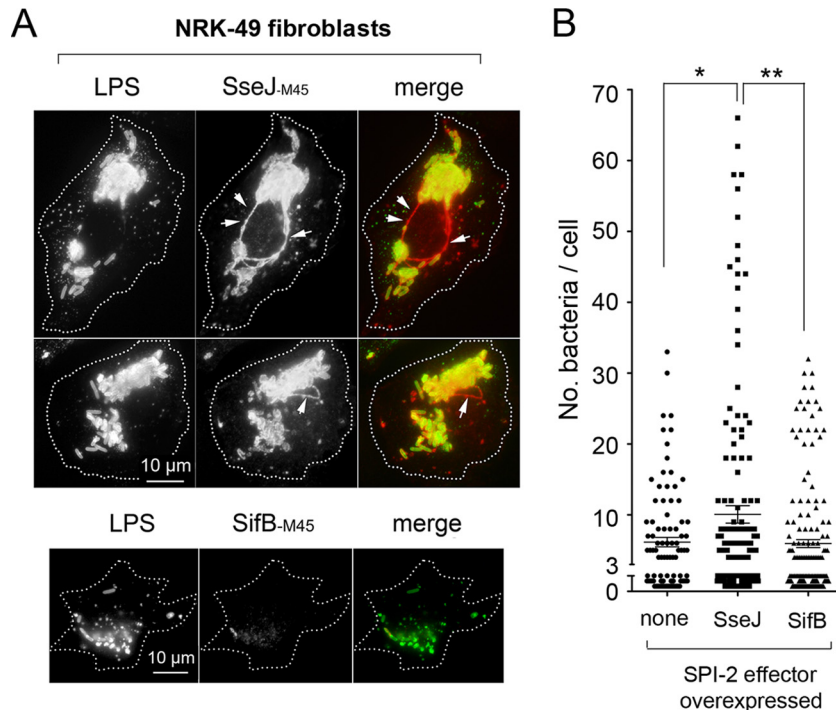 A
NRK-49 fibroblasts
LPS SseJ-M45 merge
10 µm
LPS SifB-M45 merge
10 µm
B
* **
No. bacteria / cell
70
60
50
40
30
20
10
3
0
none SseJ SifB
SPI-2 effector
overexpressed